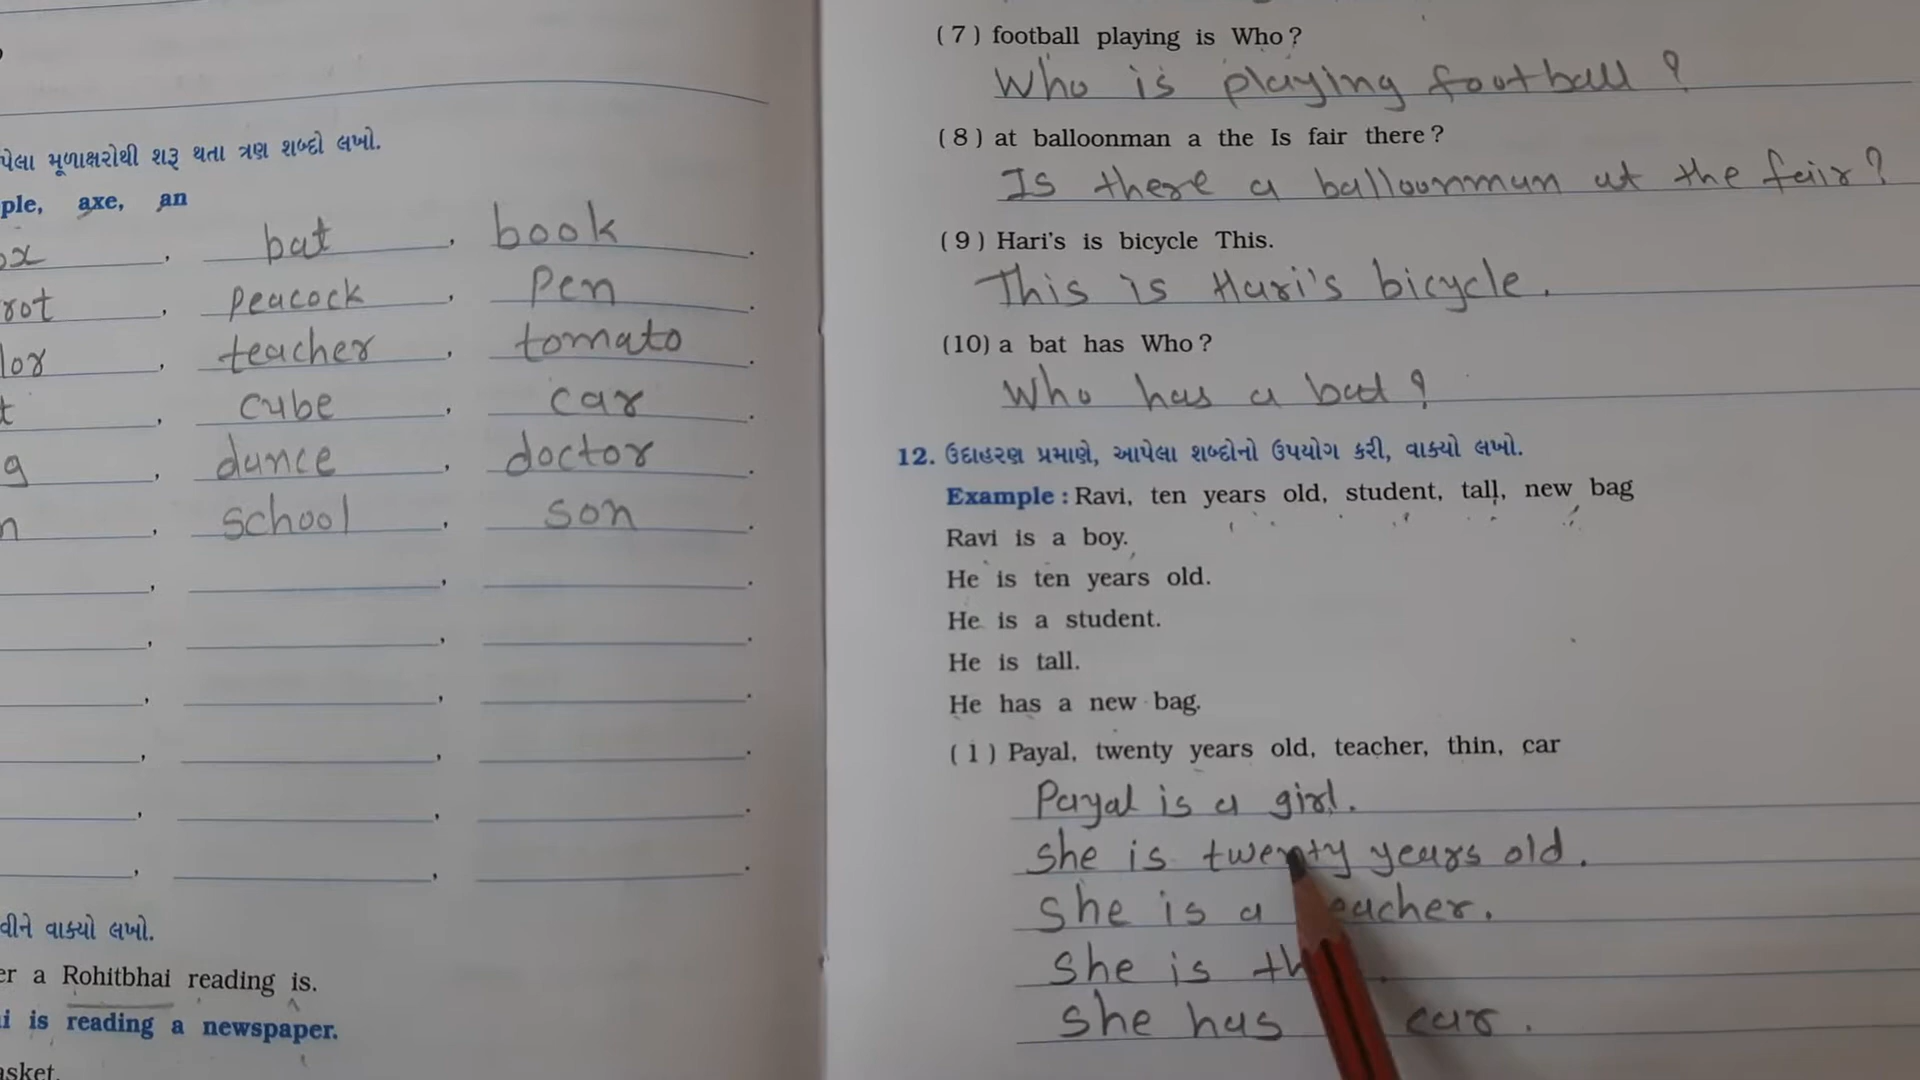 મૂળાક્ષરોથી શરૂ થતા ત્રણ શબ્દો લખો.
axe, an
bat, book.
peacock, pen.
teacher, tomato.
cube, car.
dance, doctor.
school, son.
વાક્યો લખો.
a Rohitbhai reading is.
is reading a newspaper.
( 7 ) football playing is Who?
Who is playing football?
( 8 ) at balloonman a the Is fair there?
Is there a balloonman at the fair?
( 9 ) Hari's is bicycle This.
This is Hari's bicycle.
(10) a bat has Who?
Who has a bat?
12. ઉદાહરણ પ્રમાણે, આપેલા શબ્દોનો ઉપયોગ કરી, વાક્યો લખો.
Example : Ravi, ten years old, student, tall, new bag
Ravi is a boy.
He is ten years old.
He is a student.
He is tall.
He has a new bag.
( 1 ) Payal, twenty years old, teacher, thin, car
Payal is a girl.
She is twenty years old.
She is a teacher.
She is
She has car.